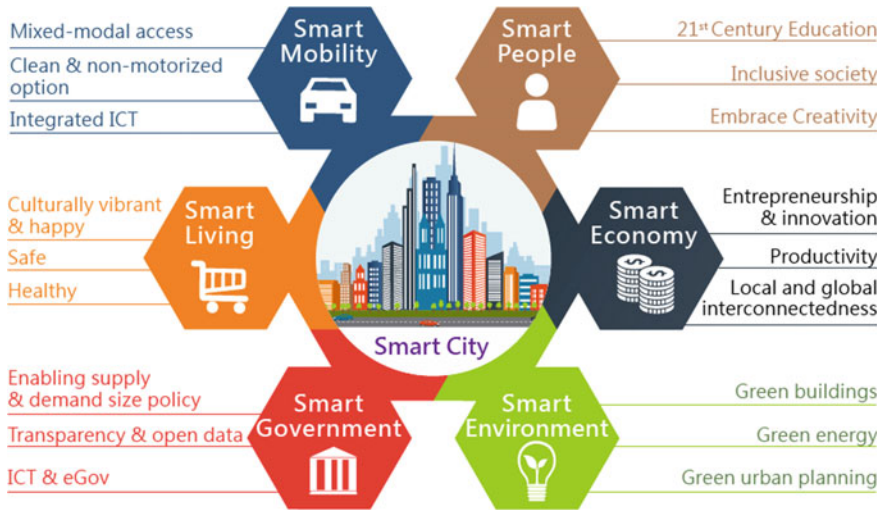 Mixed-modal access
Clean & non-motorized
option
Integrated ICT
Smart
Mobility
Smart
People
21st Century Education
Inclusive society
Embrace Creativity
Culturally vibrant
& happy
Safe
Healthy
Smart
Living
Smart City
Smart
Economy
Entrepreneurship
& innovation
Productivity
Local and global
interconnectedness
Enabling supply
& demand size policy
Transparency & open data
ICT & eGov
Smart
Government
Smart
Environment
Green buildings
Green energy
Green urban planning